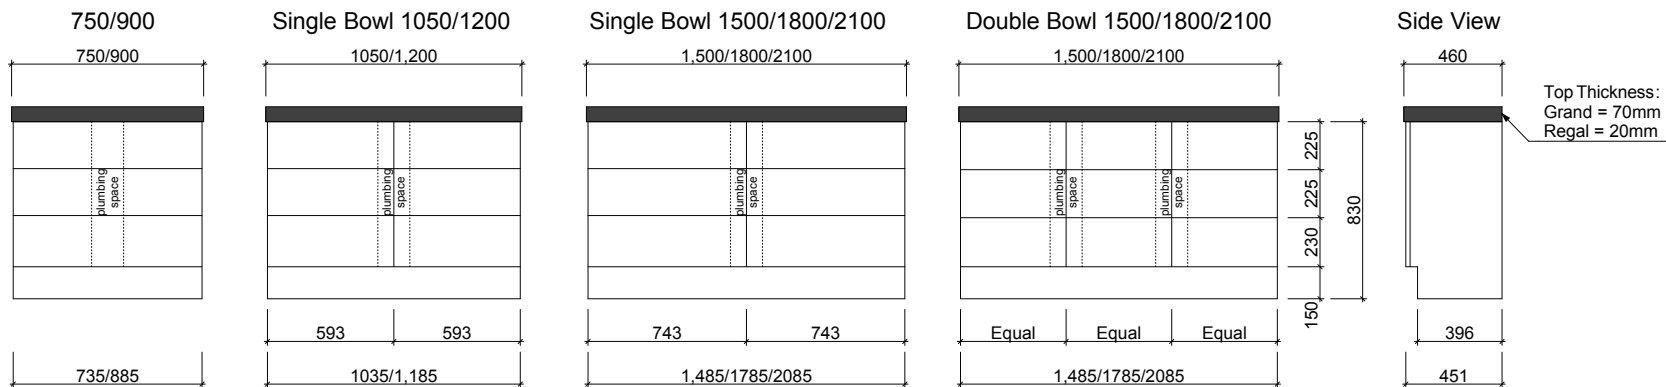 750/900
Single Bowl 1050/1200
Single Bowl 1500/1800/2100
Double Bowl 1500/1800/2100
Side View
750/900
1050/1,200
1,500/1800/2100
1,500/1800/2100
460
Top Thickness:
Grand = 70mm
Regal = 20mm
plumbing
space
plumbing
space
plumbing
space
plumbing
space
plumbing
space
225
225
230
150
830
593
593
743
743
Equal
Equal
Equal
396
735/885
1035/1,185
1,485/1785/2085
1,485/1785/2085
451